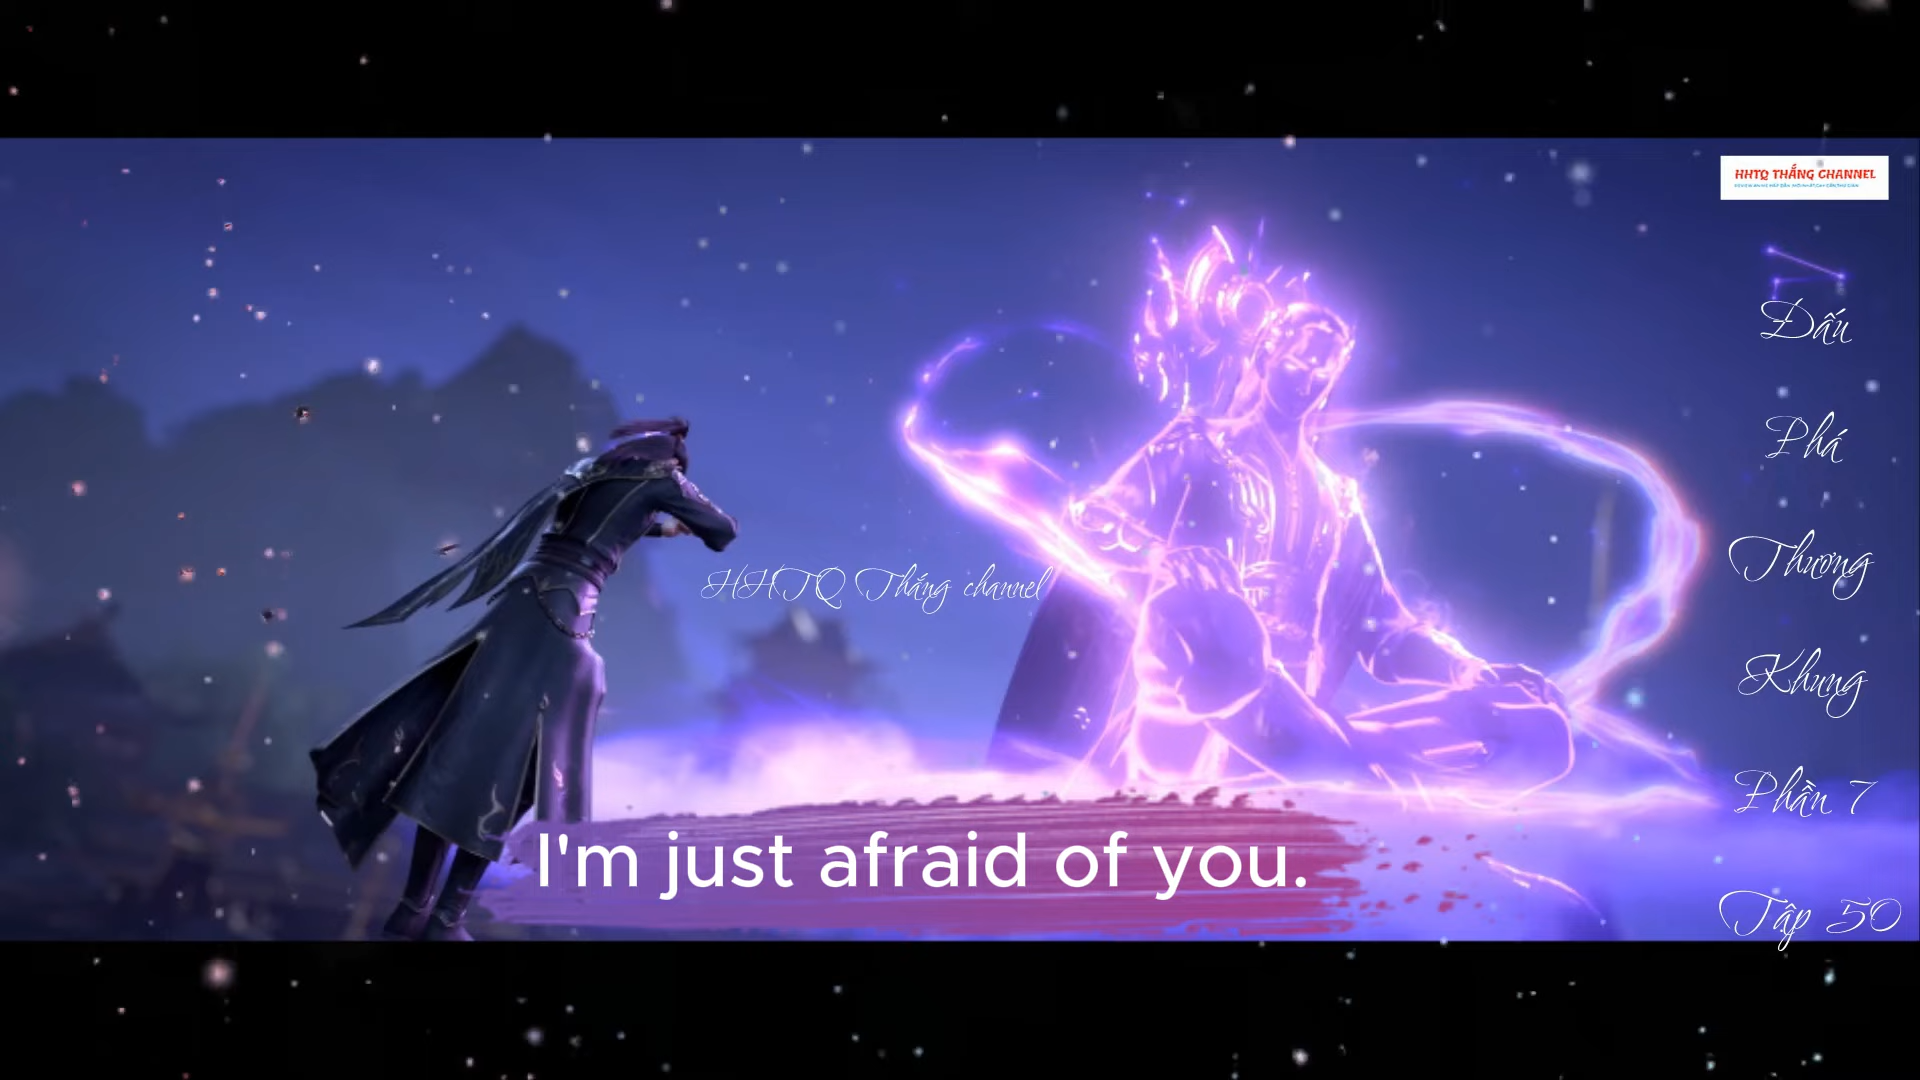 HHTQ THẮNG CHANNEL
Đấu
Phá
Thương
Khung
Phần 7
Tập 50
HHTQ Thắng channel
I'm just afraid of you.